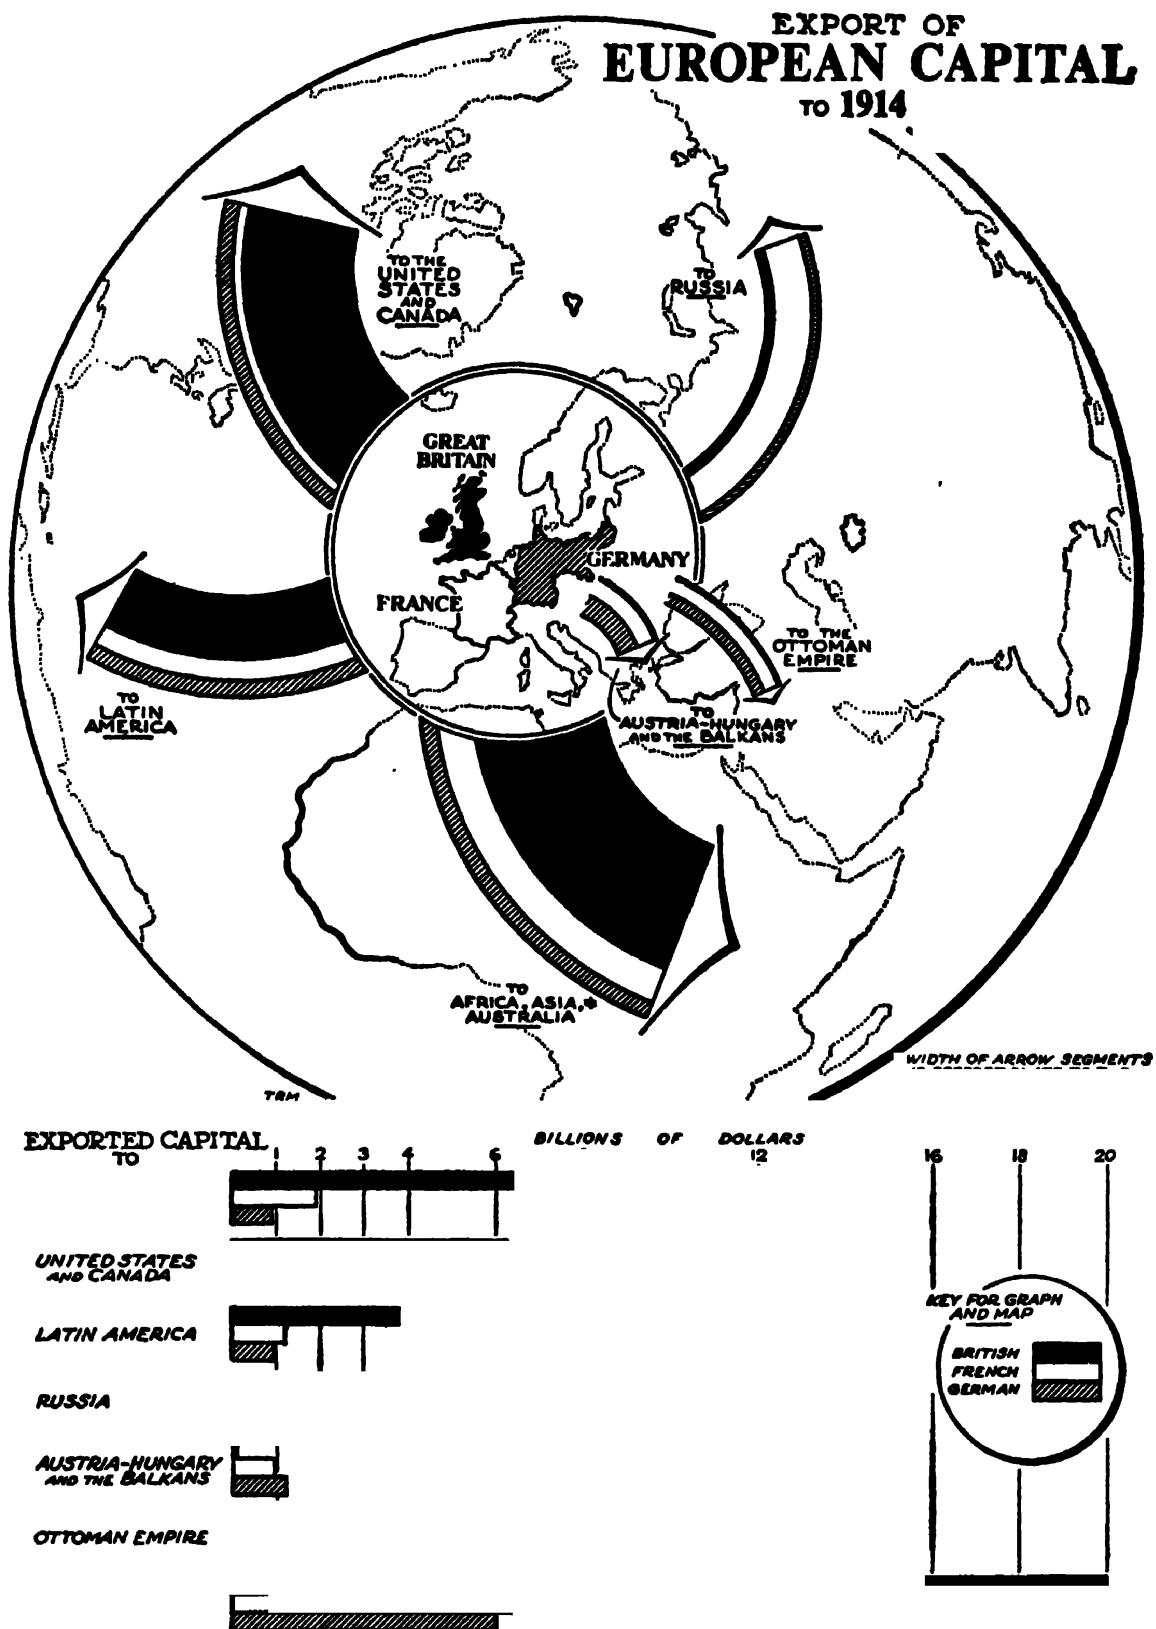 EXPORT OF
EUROPEAN CAPITAL
TO 1914
TO THE
UNITED
STATES
AND
CANADA
TO
RUSSIA
GREAT
BRITAIN
GERMANY
FRANCE
TO THE
OTTOMAN
EMPIRE
TO
LATIN
AMERICA
TO
AUSTRIA-HUNGARY
AND THE BALKANS
TO
AFRICA, ASIA, *
AUSTRALIA
WIDTH OF ARROW SEGMENTS
TRM
EXPORTED CAPITAL
TO
BILLIONS OF DOLLARS
1 2 3 4 6 12 16 18 20
UNITED STATES
AND CANADA
KEY FOR GRAPH
AND MAP
LATIN AMERICA
BRITISH
FRENCH
GERMAN
RUSSIA
AUSTRIA-HUNGARY
AND THE BALKANS
OTTOMAN EMPIRE